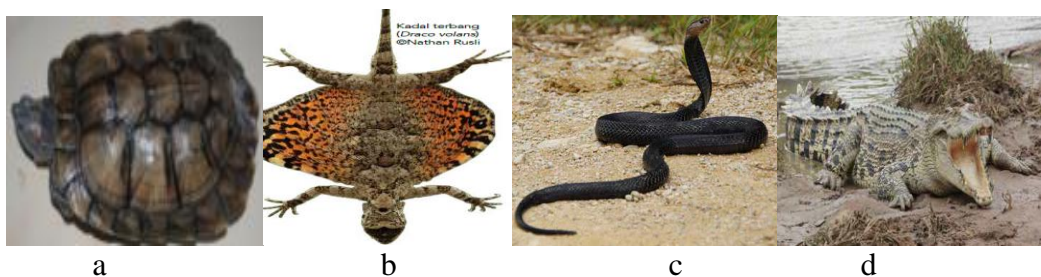 Kadal terbang
(Draco volans)
©Nathan Rusli
a
b
c
d